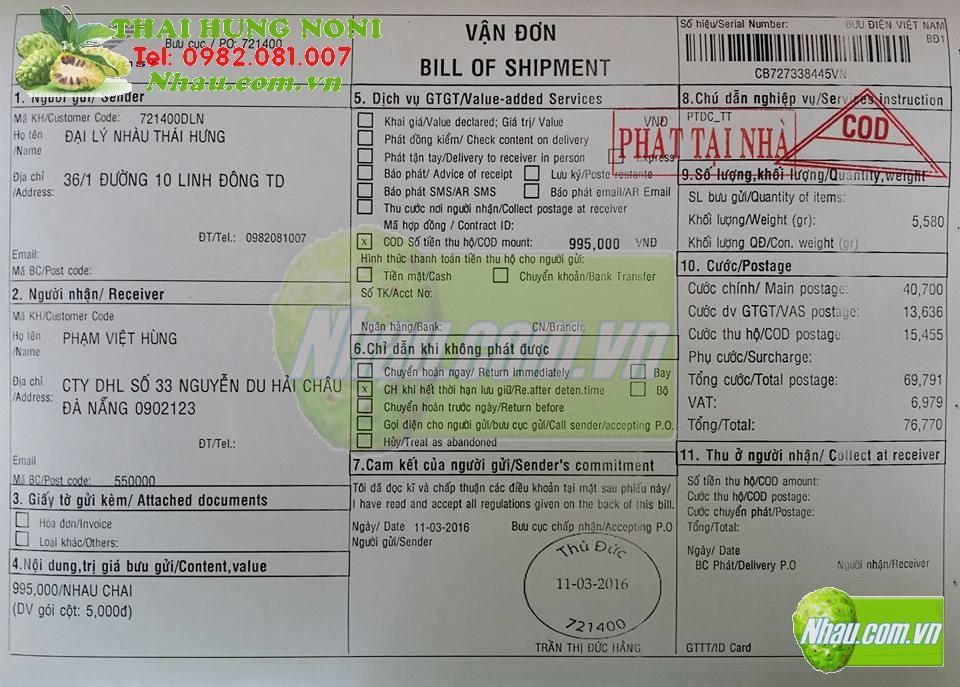 THAI HUNG NONI
Tel: 0982.081.007
Nhau.com.vn
Bưu cục / PO: 721400
VẬN ĐƠN
BILL OF SHIPMENT
Số hiệu/Serial Number:
BƯU ĐIỆN VIỆT NAM
BĐ1
CB727338445VN
1. Người gửi/ Sender
Mã KH/Customer Code: 721400DLN
Họ tên
/Name
ĐẠI LÝ NHÀU THÁI HƯNG
Địa chỉ
/Address:
36/1 ĐƯỜNG 10 LINH ĐÔNG TD
ĐT/Tel.: 0982081007
Email:
Mã BC/Post code:
2. Người nhận/ Receiver
Mã KH/Customer Code
Họ tên
/Name
PHẠM VIỆT HÙNG
Địa chỉ
/Address:
CTY DHL SỐ 33 NGUYỄN DU HẢI CHÂU
ĐÀ NẴNG 0902123
ĐT/Tel.:
Email
Mã BC/Post code: 550000
3. Giấy tờ gửi kèm/ Attached documents
Hóa đơn/Invoice
Loại khác/Others:
4.Nội dung,trị giá bưu gửi/Content,value
995,000/NHAU CHAI
(DV gói cột: 5,000đ)
5. Dịch vụ GTGT/Value-added Services
Khai giá/Value declared; Giá trị/ Value VNĐ
Phát đồng kiểm/ Check content on delivery
Phát tận tay/Delivery to receiver in person Express
Báo phát/ Advice of receipt Lưu ký/Poste restante
Báo phát SMS/AR SMS Báo phát email/AR Email
Thu cước nơi người nhận/Collect postage at receiver
Mã hợp đồng / Contract ID:
x COD Số tiền thu hộ/COD mount: 995,000 VNĐ
Hình thức thanh toán tiền thu hộ cho người gửi:
Tiền mặt/Cash Chuyển khoản/Bank Transfer
Số TK/Acct No:
Ngân hàng/Bank: CN/Branch:
6.Chỉ dẫn khi không phát được
Chuyển hoàn ngay/ Return immediately Bay
x CH khi hết thời hạn lưu giữ/Re.after deten.time Bộ
Chuyển hoàn trước ngày/Return before
Gọi điện cho người gửi/bưu cục gửi/Call sender/accepting P.O.
Hủy/Treat as abandoned
7.Cam kết của người gửi/Sender's commitment
Tôi đã đọc kĩ và chấp thuận các điều khoản tại mặt sau phiếu này/
I have read and accept all regulations given on the back of this bill.
Ngày/ Date 11-03-2016 Bưu cục chấp nhận/Accepting P.O
Người gửi/Sender
Thủ Đức
11-03-2016
721400
TRẦN THỊ ĐỨC HẰNG
8.Chú dẫn nghiệp vụ/Services instruction
PTDC_TT
PHÁT TẠI NHÀ
COD
9.Số lượng,khối lượng/Quantity,weight
SL bưu gửi/Quantity of items:
Khối lượng/Weight (gr): 5,580
Khối lượng QĐ/Con. weight (gr)
10. Cước/Postage
Cước chính/ Main postage: 40,700
Cước dv GTGT/VAS postage: 13,636
Cước thu hộ/COD postage: 15,455
Phụ cước/Surcharge:
Tổng cước/Total postage: 69,791
VAT: 6,979
Tổng/Total: 76,770
11. Thu ở người nhận/ Collect at receiver
Số tiền thu hộ/COD amount:
Cước thu hộ/COD postage:
Cước chuyển phát/Postage:
Tổng/Total:
Ngày/ Date
BC Phát/Delivery P.O Người nhận/Receiver
GTTT/ID Card
Nhau.com.vn
Nhau.com.vn